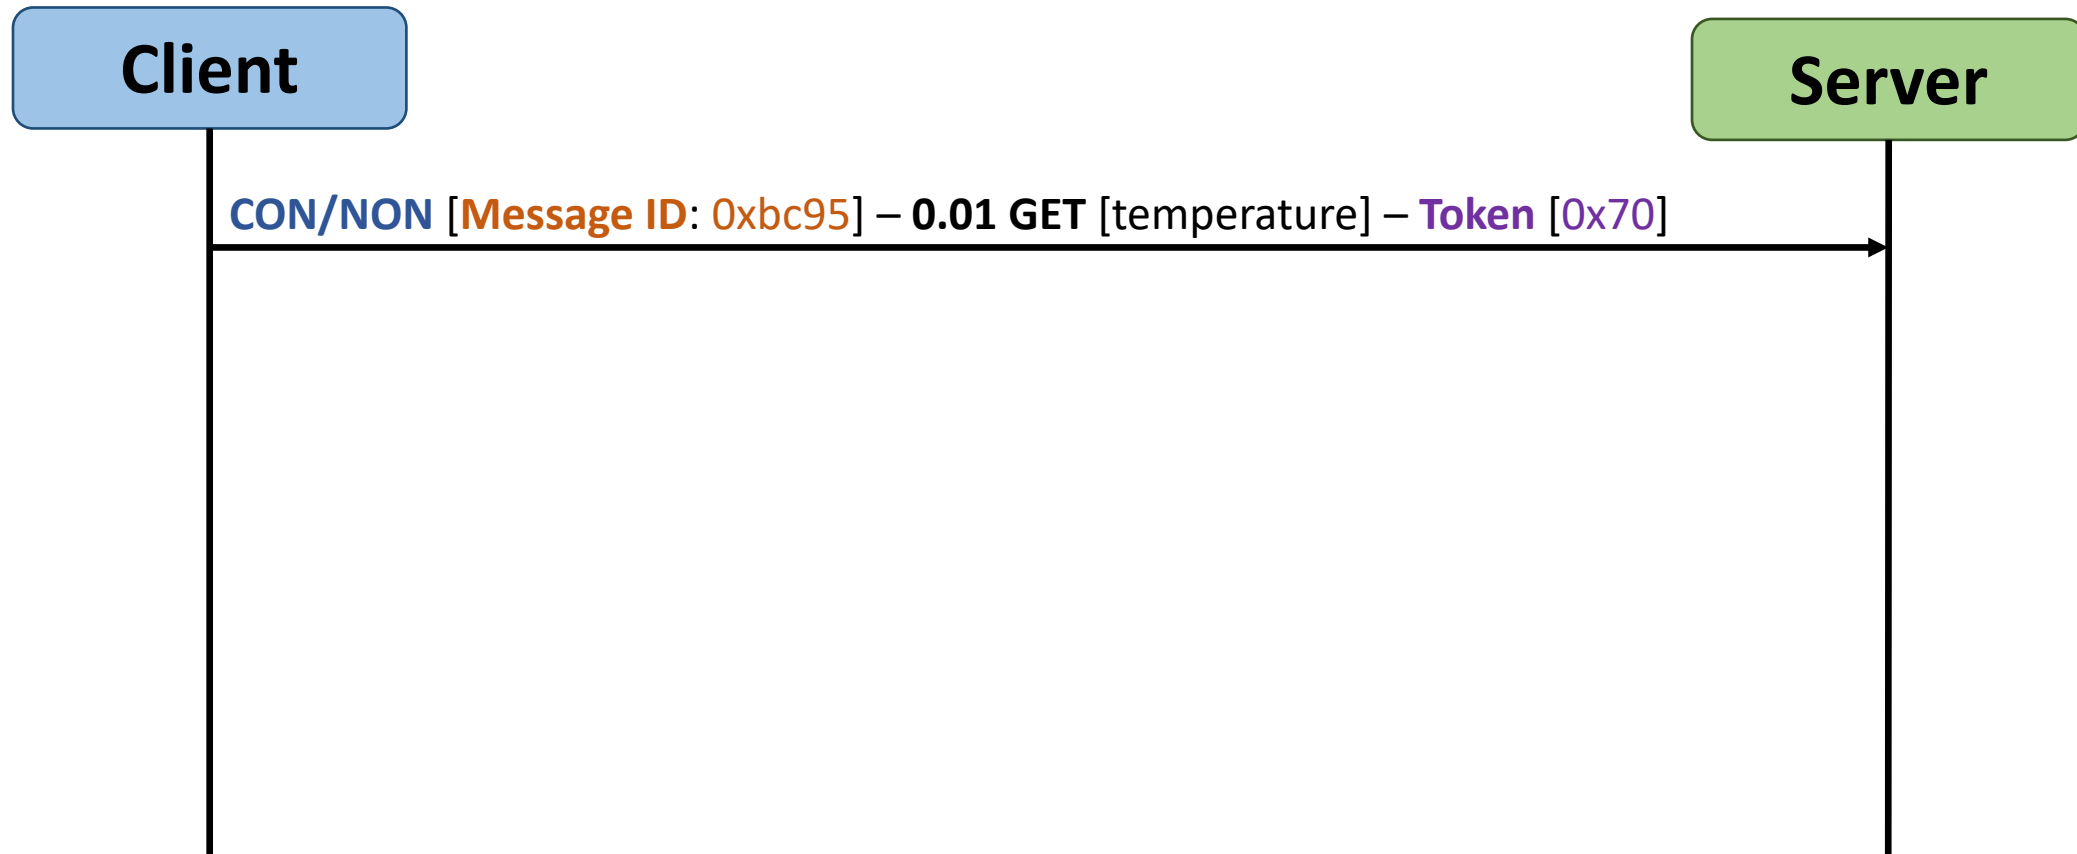 Client
Server
CON/NON [Message ID: 0xbc95] – 0.01 GET [temperature] – Token [0x70]